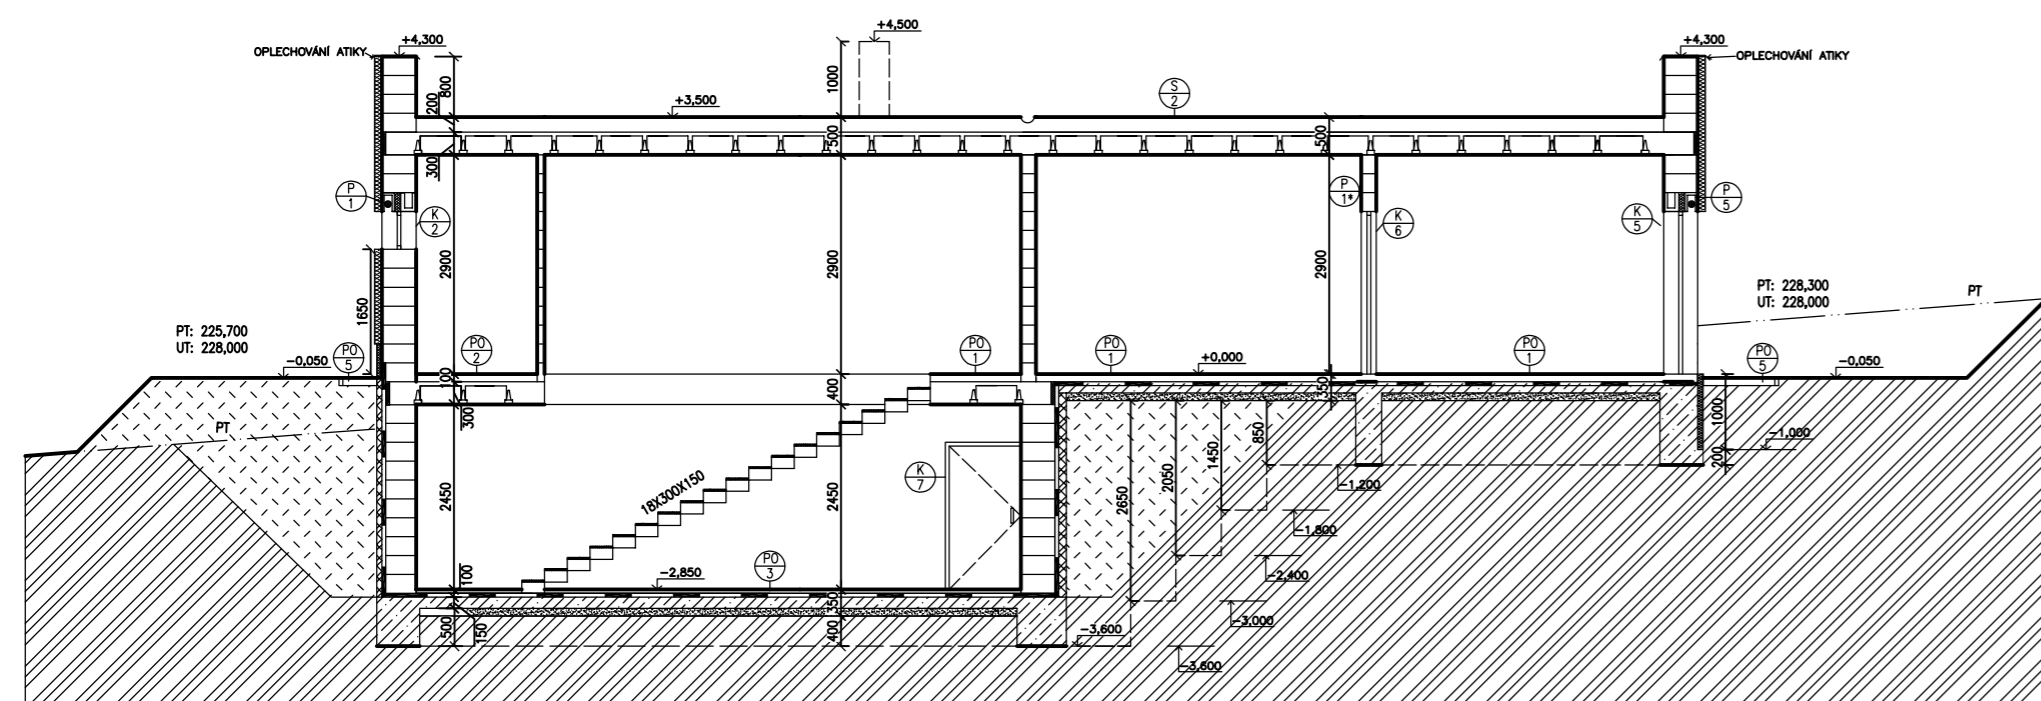 +4,500
+4,300
OPLECHOVÁNÍ ATIKY
+4,300
OPLECHOVÁNÍ ATIKY
800
200
1000
+3,500
S
2
500
500
300
P
1
K
2
P
1*
K
6
K
5
P
5
2900
2900
2900
1650
PT: 225,700
UT: 228,000
PT: 228,300
UT: 228,000
PT
-0,050
PO
5
PO
2
PO
1
PO
1
+0,000
PO
1
PO
5
-0,050
100
400
350
300
PT
1000
200
-1,000
850
1450
2050
2650
-1,200
-1,800
-2,400
-3,000
-3,600
-3,600
2450
18X300X150
2450
K
7
PO
3
-2,850
100
350
500
150
400